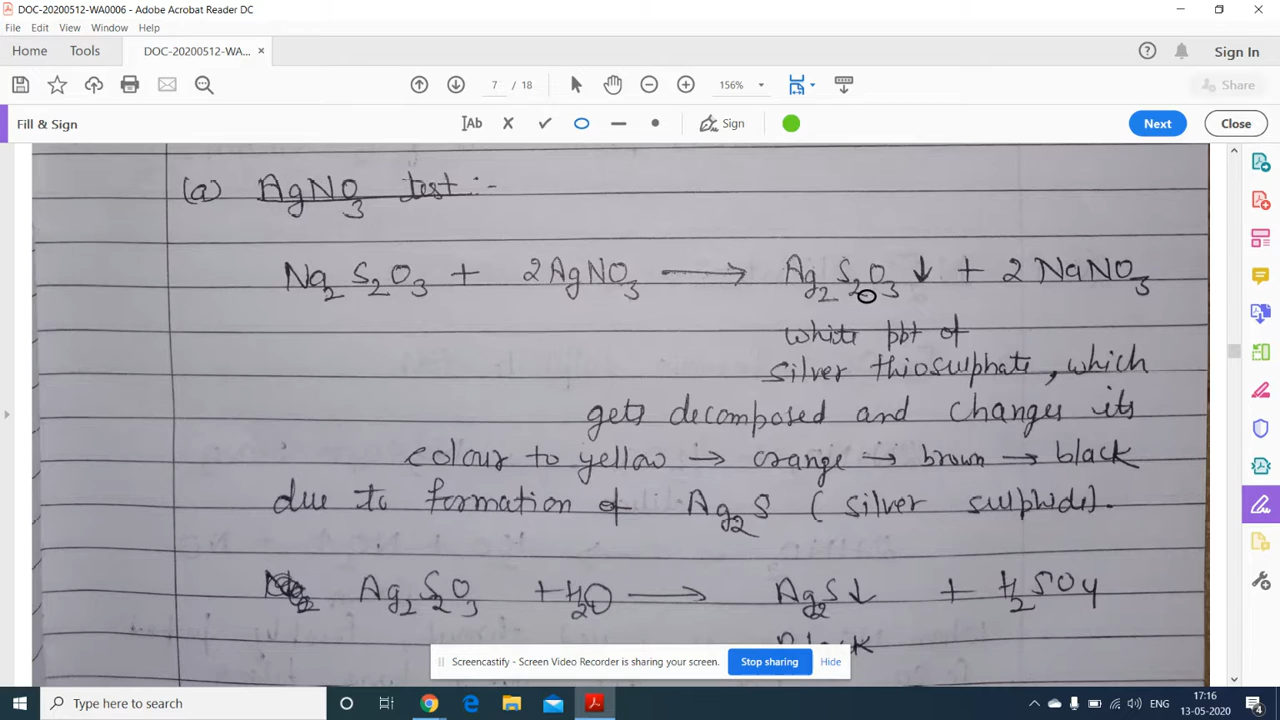 DOC-20200512-WA0006 - Adobe Acrobat Reader DC
File Edit View Window Help
Home Tools DOC-20200512-WA... × Sign In
7 / 18 156% Share
Fill & Sign Ab Sign Next Close
(a) AgNO3 test :-
Na2S2O3 + 2AgNO3 ⟶ Ag2S2O3 ↓ + 2NaNO3
white ppt of
silver thiosulphate, which
gets decomposed and changes its
colour to yellow → orange → brown → black
due to formation of Ag2S (silver sulphide).
Ag2S2O3 + H2O ⟶ Ag2S↓ + H2SO4
Black
Screencastify - Screen Video Recorder is sharing your screen. Stop sharing Hide
Type here to search
ENG 17:16
13-05-2020
4